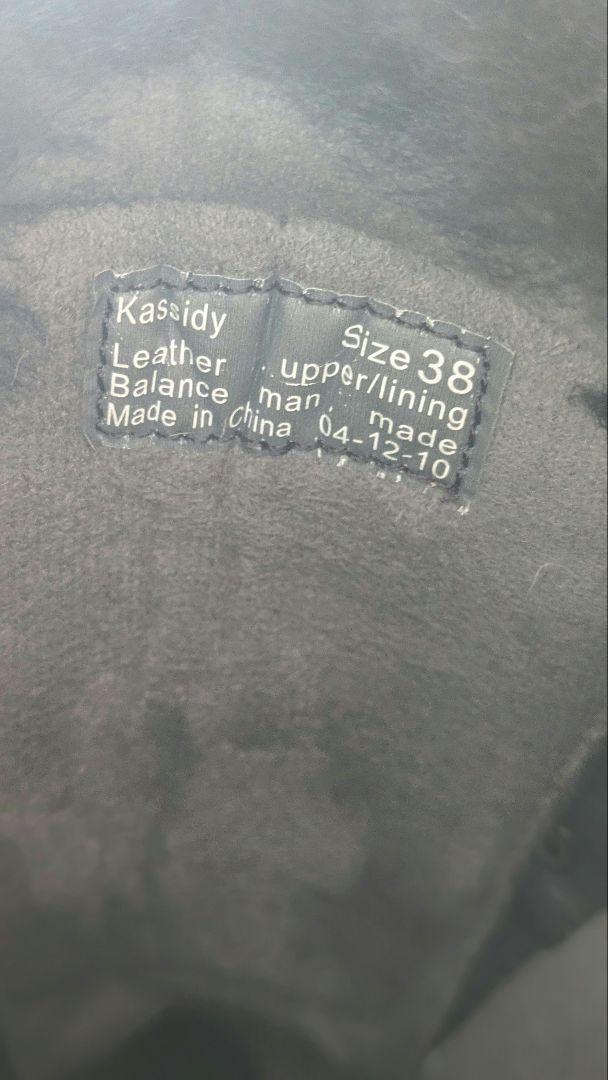 Kassidy Size 38
Leather upper/lining
Balance man, made
Made in China 04-12-10